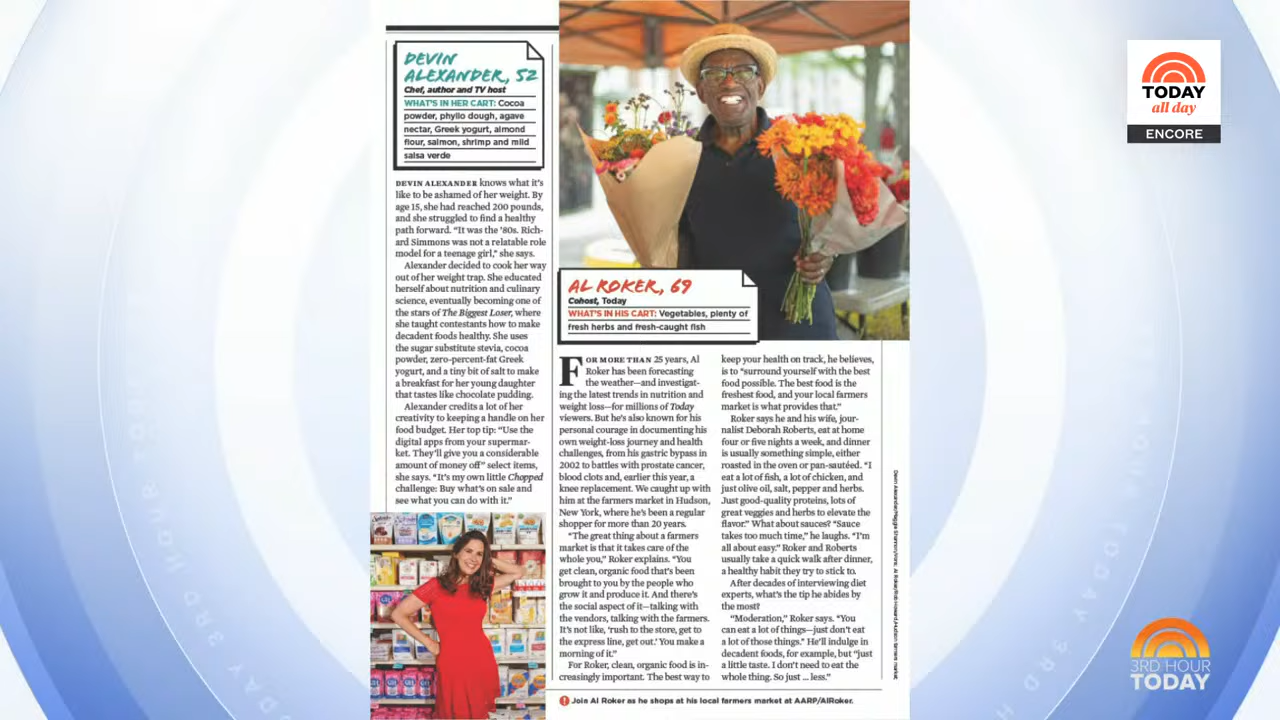 DEVIN
ALEXANDER, 52
Chef, author and TV host
WHAT'S IN HER CART: Cocoa
powder, phyllo dough, agave
nectar, Greek yogurt, almond
flour, salmon, shrimp and mild
salsa verde
DEVIN ALEXANDER knows what it's
like to be ashamed of her weight. By
age 15, she had reached 200 pounds,
and she struggled to find a healthy
path forward. "It was the '80s. Rich-
ard Simmons was not a relatable role
model for a teenage girl," she says.
Alexander decided to cook her way
out of her weight trap. She educated
herself about nutrition and culinary
science, eventually becoming one of
the stars of The Biggest Loser, where
she taught contestants how to make
decadent foods healthy. She uses
the sugar substitute stevia, cocoa
powder, zero-percent-fat Greek
yogurt, and a tiny bit of salt to make
a breakfast for her young daughter
that tastes like chocolate pudding.
Alexander credits a lot of her
creativity to keeping a handle on her
food budget. Her top tip: "Use the
digital apps from your supermar-
ket. They'll give you a considerable
amount of money off" select items,
she says. "It's my own little Chopped
challenge: Buy what's on sale and
see what you can do with it."
AL ROKER, 69
Cohost, Today
WHAT'S IN HIS CART: Vegetables, plenty of
fresh herbs and fresh-caught fish
FOR MORE THAN 25 years, Al
Roker has been forecasting
the weather—and investigat-
ing the latest trends in nutrition and
weight loss—for millions of Today
viewers. But he's also known for his
personal courage in documenting his
own weight-loss journey and health
challenges, from his gastric bypass in
2002 to battles with prostate cancer,
blood clots and, earlier this year, a
knee replacement. We caught up with
him at the farmers market in Hudson,
New York, where he's been a regular
shopper for more than 20 years.
"The great thing about a farmers
market is that it takes care of the
whole you," Roker explains. "You
get clean, organic food that's been
brought to you by the people who
grow it and produce it. And there's
the social aspect of it—talking with
the vendors, talking with the farmers.
It's not like, 'rush to the store, get to
the express line, get out.' You make a
morning of it."
For Roker, clean, organic food is in-
creasingly important. The best way to
keep your health on track, he believes,
is to "surround yourself with the best
food possible. The best food is the
freshest food, and your local farmers
market is what provides that."
Roker says he and his wife, jour-
nalist Deborah Roberts, eat at home
four or five nights a week, and dinner
is usually something simple, either
roasted in the oven or pan-sautéed. "I
eat a lot of fish, a lot of chicken, and
just olive oil, salt, pepper and herbs.
Just good-quality proteins, lots of
great veggies and herbs to elevate the
flavor." What about sauces? "Sauce
takes too much time," he laughs. "I'm
all about easy." Roker and Roberts
usually take a quick walk after dinner,
a healthy habit they try to stick to.
After decades of interviewing diet
experts, what's the tip he abides by
the most?
"Moderation," Roker says. "You
can eat a lot of things—just don't eat
a lot of those things." He'll indulge in
decadent foods, for example, but "just
a little taste. I don't need to eat the
whole thing. So just ... less."
Join Al Roker as he shops at his local farmers market at AARP/AlRoker.
TODAY
all day
ENCORE
3RD HOUR
TODAY